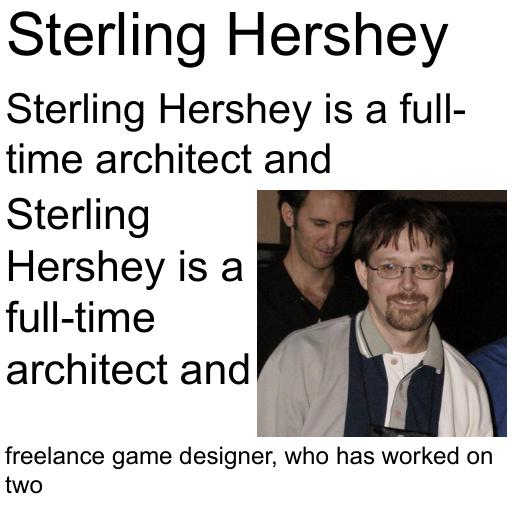 Sterling Hershey
Sterling Hershey is a full-
time architect and
Sterling
Hershey is a
full-time
architect and
freelance game designer, who has worked on
two